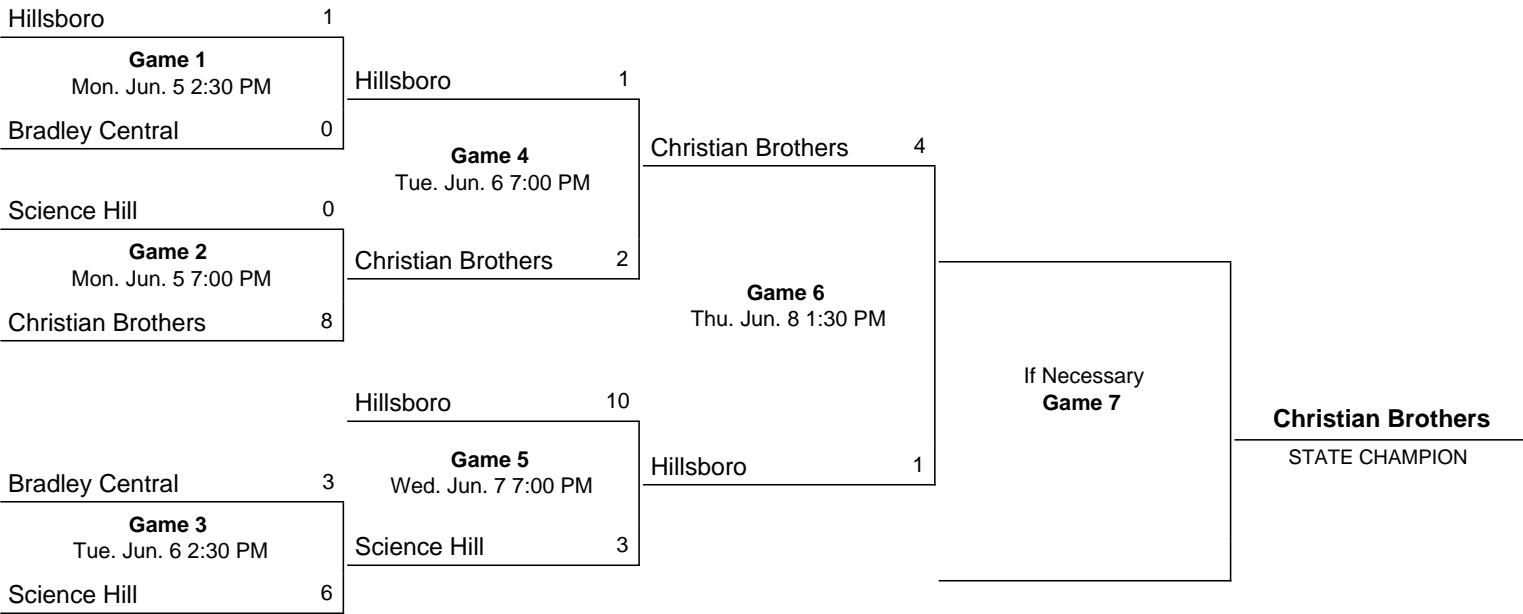 Hillsboro 1
Game 1
Mon. Jun. 5 2:30 PM
Bradley Central 0
Science Hill 0
Game 2
Mon. Jun. 5 7:00 PM
Christian Brothers 8
Bradley Central 3
Game 3
Tue. Jun. 6 2:30 PM
Science Hill 6
Hillsboro 1
Game 4
Tue. Jun. 6 7:00 PM
Christian Brothers 2
Hillsboro 10
Game 5
Wed. Jun. 7 7:00 PM
Science Hill 3
Christian Brothers 4
Game 6
Thu. Jun. 8 1:30 PM
Hillsboro 1
If Necessary
Game 7
Christian Brothers
STATE CHAMPION